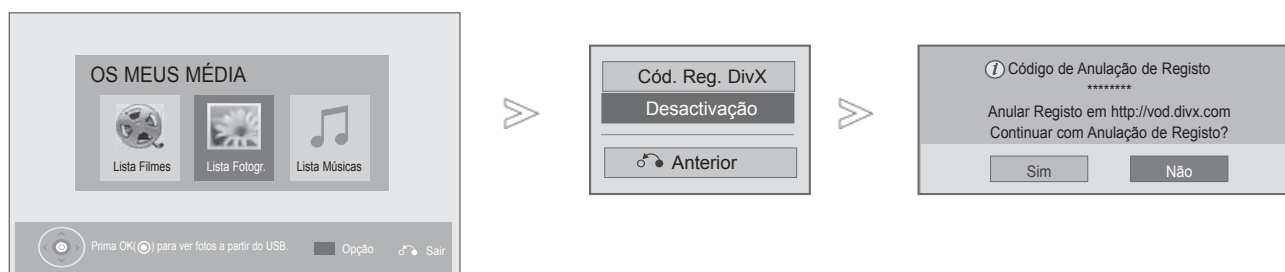 OS MEUS MÉDIA
Lista Filmes
Lista Fotogr.
Lista Músicas
Prima OK(◉) para ver fotos a partir do USB.
Opção
Sair
Cód. Reg. DivX
Desactivação
Anterior
Código de Anulação de Registo
********
Anular Registo em http://vod.divx.com
Continuar com Anulação de Registo?
Sim
Não